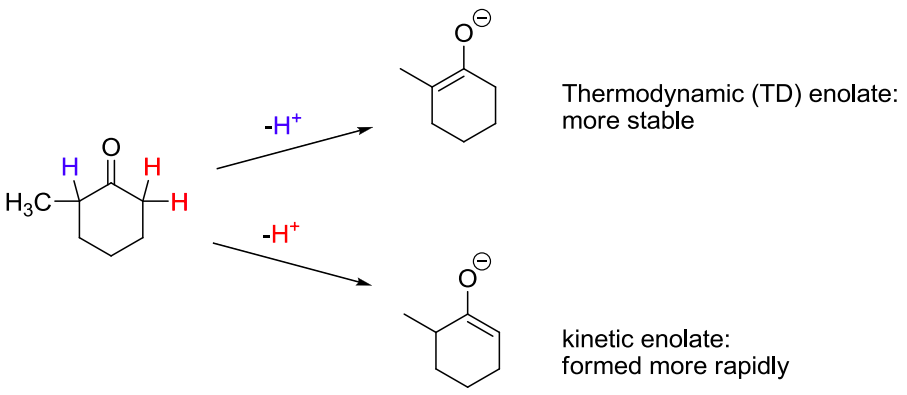 O⊖
Thermodynamic (TD) enolate:
more stable
-H⁺
O
H H
H₃C H
-H⁺
O⊖
kinetic enolate:
formed more rapidly